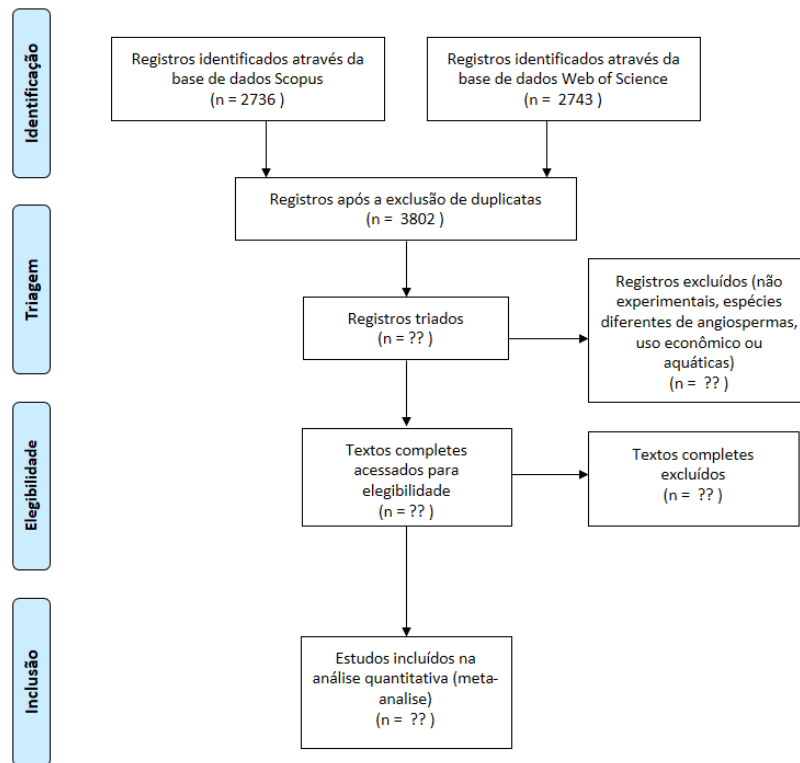 Identificação
Registros identificados através da
base de dados Scopus
(n = 2736 )
Registros identificados através da
base de dados Web of Science
(n =  2743 )
Registros após a exclusão de duplicatas
(n =  3802 )
Triagem
Registros triados
(n = ?? )
Registros excluídos (não
experimentais, espécies
diferentes de angiospermas,
uso econômico ou
aquáticas)
(n =  ?? )
Elegibilidade
Textos completes
acessados para
elegibilidade
(n = ?? )
Textos completes
excluídos
(n =  ?? )
Inclusão
Estudos incluídos na
análise quantitativa (meta-
analise)
(n =  ?? )